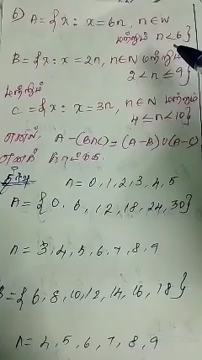 6) A={x : x=6n, n∈W
மற்றும் n<6}
B={x : x=2n, n∈N மற்றும்
2<n≤9}
மற்றும்
C={x : x=3n, n∈N மற்றும்
4≤n<10}
எனில் A-(B∩C)=(A-B)∪(A-C)
எனக் காட்டுக.
தீர்வு n=0,1,2,3,4,5
A={0, 6, 12, 18, 24, 30}
n=3,4,5,6,7,8,9
B={6,8,10,12,14,16,18}
n=4,5,6,7,8,9